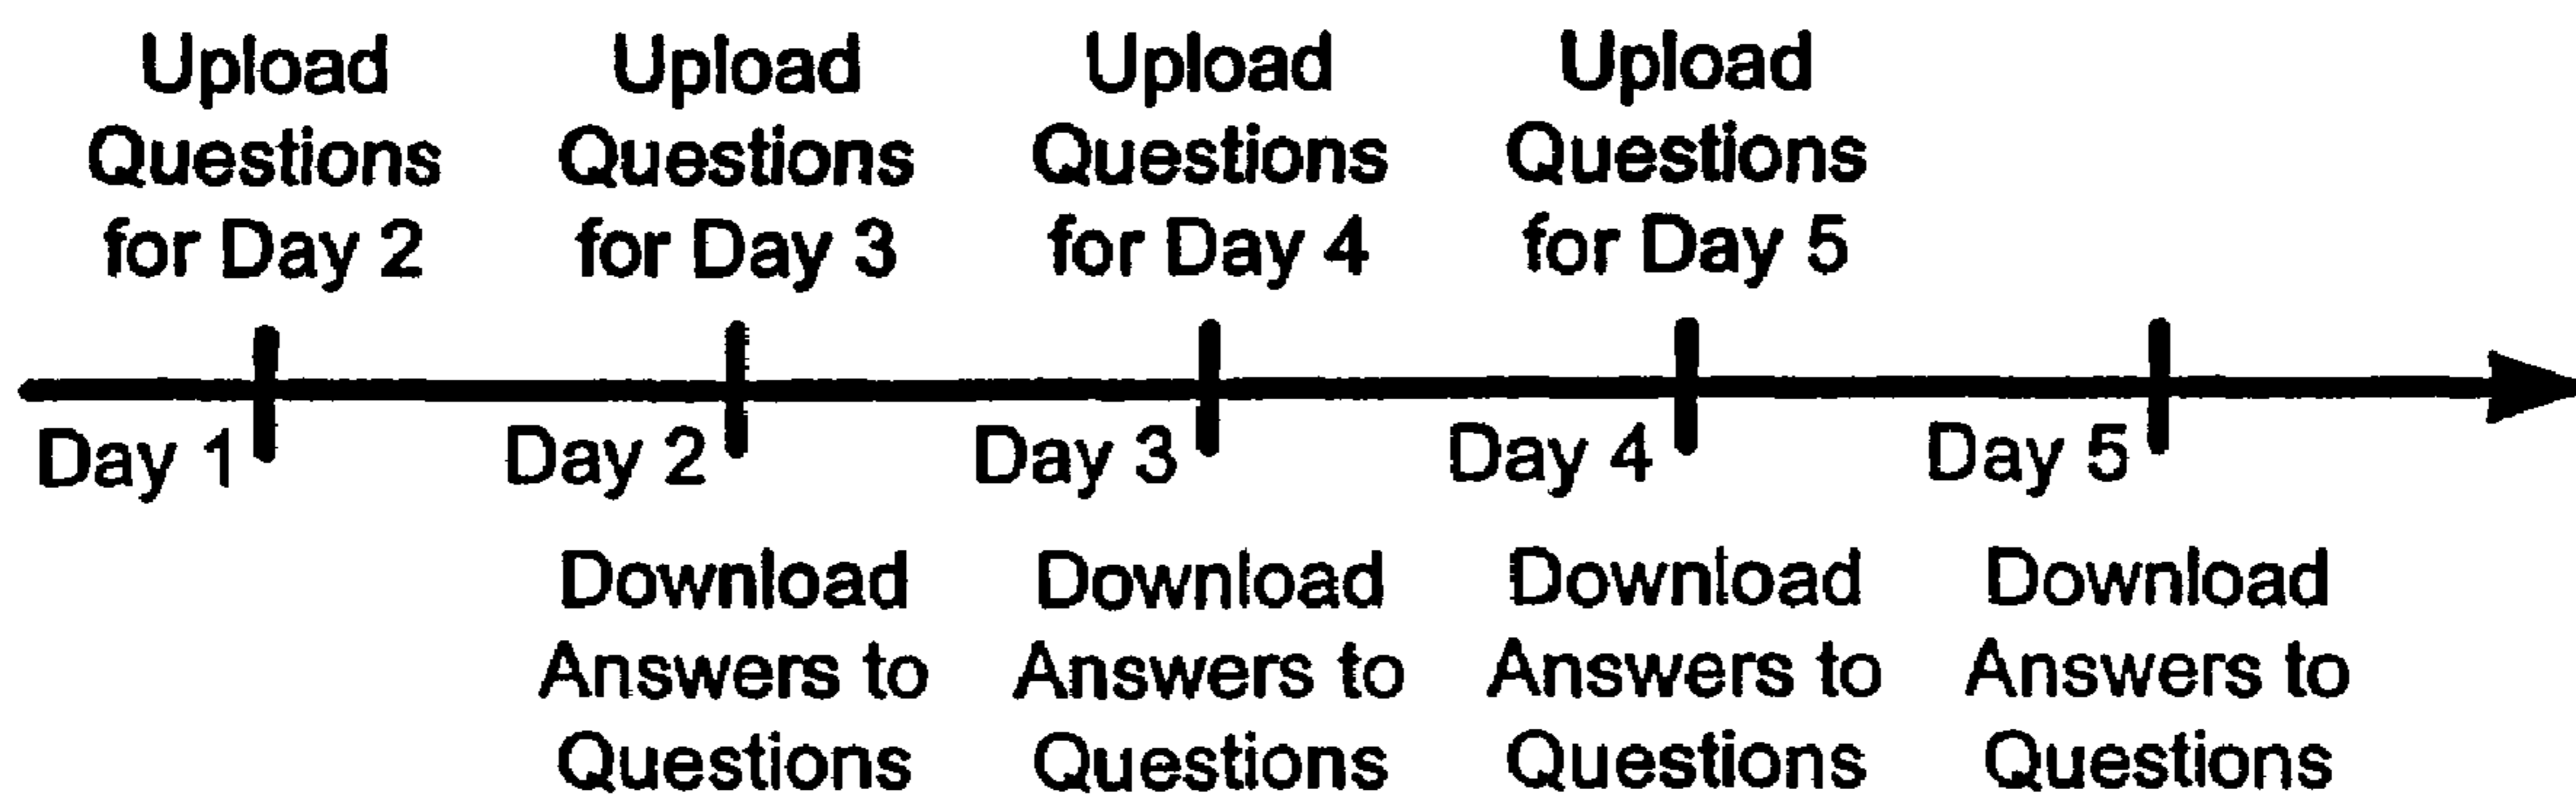 Upload
Questions
for Day 2
Upload
Questions
for Day 3
Upload
Questions
for Day 4
Upload
Questions
for Day 5
Day 1
Day 2
Day 3
Day 4
Day 5
Download
Answers to
Questions
Download
Answers to
Questions
Download
Answers to
Questions
Download
Answers to
Questions